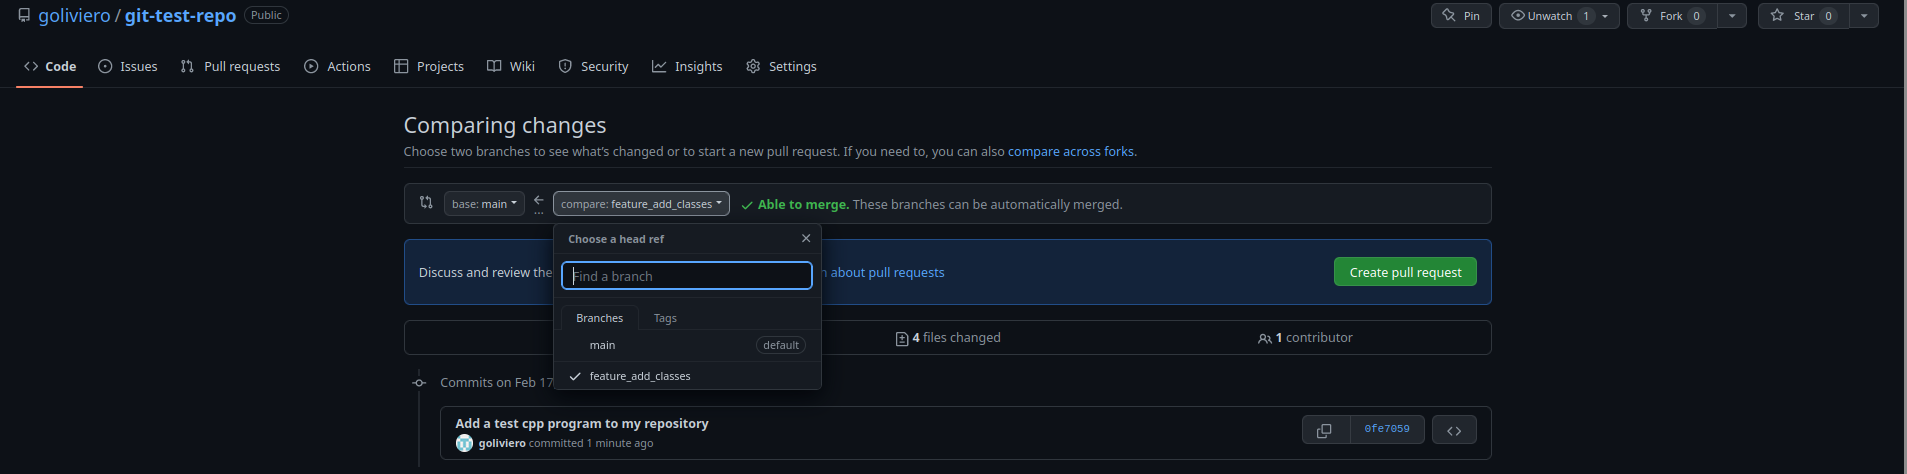 goliviero / git-test-repo Public
Pin Unwatch 1 Fork 0 Star 0
Code Issues Pull requests Actions Projects Wiki Security Insights Settings
Comparing changes
Choose two branches to see what's changed or to start a new pull request. If you need to, you can also compare across forks.
base: main ← ... compare: feature_add_classes ✓ Able to merge. These branches can be automatically merged.
Choose a head ref
Discuss and review the about pull requests Create pull request
Find a branch
Branches Tags
4 files changed 1 contributor
main default
feature_add_classes
Commits on Feb 17
Add a test cpp program to my repository
goliviero committed 1 minute ago
0fe7059